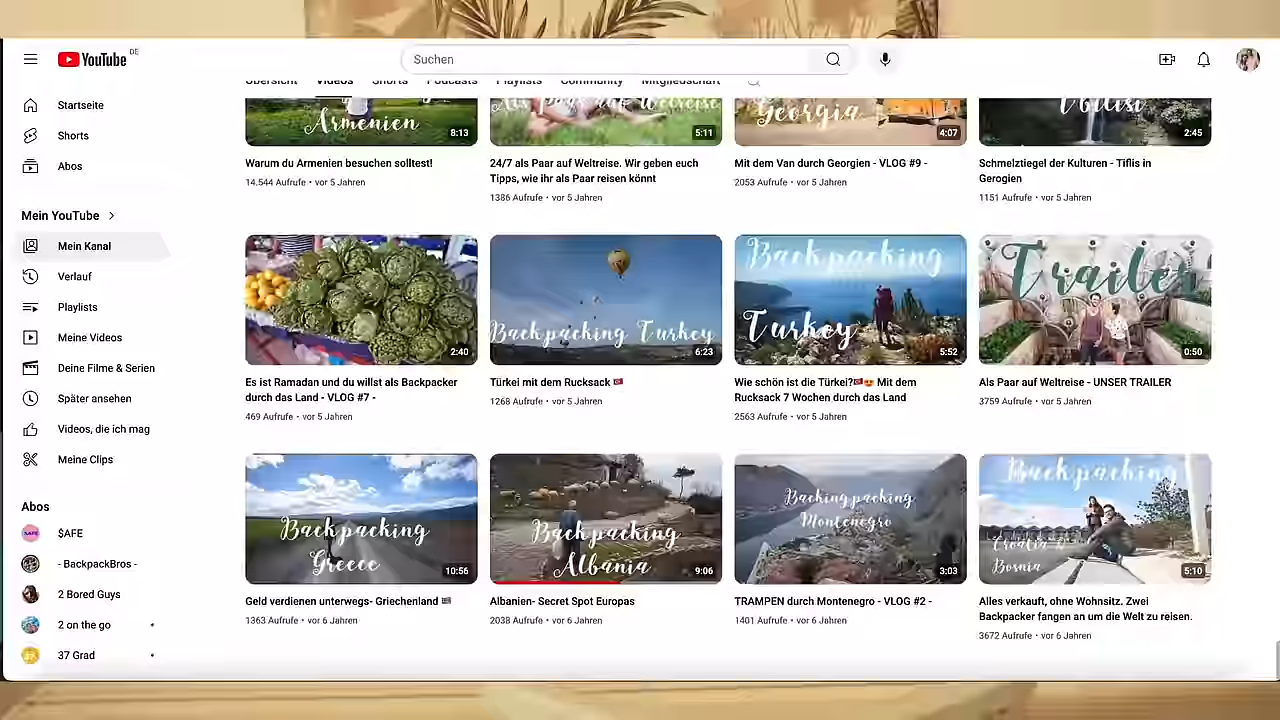 YouTube DE
Suchen
Übersicht Videos Shorts Podcasts Playlists Community Mitgliedschaft
Startseite
Shorts
Abos
Mein YouTube
Mein Kanal
Verlauf
Playlists
Meine Videos
Deine Filme & Serien
Später ansehen
Videos, die ich mag
Meine Clips
Abos
$AFE
- BackpackBros -
2 Bored Guys
2 on the go
37 Grad
Armenien
8:13
Warum du Armenien besuchen solltest!
14.544 Aufrufe • vor 5 Jahren
Als Paar auf Weltreise
5:11
24/7 als Paar auf Weltreise. Wir geben euch
Tipps, wie ihr als Paar reisen könnt
1386 Aufrufe • vor 5 Jahren
Georgia
4:07
Mit dem Van durch Georgien - VLOG #9 -
2053 Aufrufe • vor 5 Jahren
Tbilisi
2:45
Schmelztiegel der Kulturen - Tiflis in
Gerogien
1151 Aufrufe • vor 5 Jahren
2:40
Es ist Ramadan und du willst als Backpacker
durch das Land - VLOG #7 -
469 Aufrufe • vor 5 Jahren
Backpacking Turkey
6:23
Türkei mit dem Rucksack 🇹🇷
1268 Aufrufe • vor 5 Jahren
Backpacking
Turkey
5:52
Wie schön ist die Türkei?🇹🇷😍 Mit dem
Rucksack 7 Wochen durch das Land
2563 Aufrufe • vor 5 Jahren
Trailer
0:50
Als Paar auf Weltreise - UNSER TRAILER
3759 Aufrufe • vor 5 Jahren
Backpacking
Greece
10:56
Geld verdienen unterwegs- Griechenland 🇬🇷
1363 Aufrufe • vor 6 Jahren
Backpacking
Albania
9:06
Albanien- Secret Spot Europas
2038 Aufrufe • vor 6 Jahren
Backingpacking
Montenegro
3:03
TRAMPEN durch Montenegro - VLOG #2 -
1401 Aufrufe • vor 6 Jahren
Backpacking
Croatia &
Bosnia
5:10
Alles verkauft, ohne Wohnsitz. Zwei
Backpacker fangen an um die Welt zu reisen.
3672 Aufrufe • vor 6 Jahren